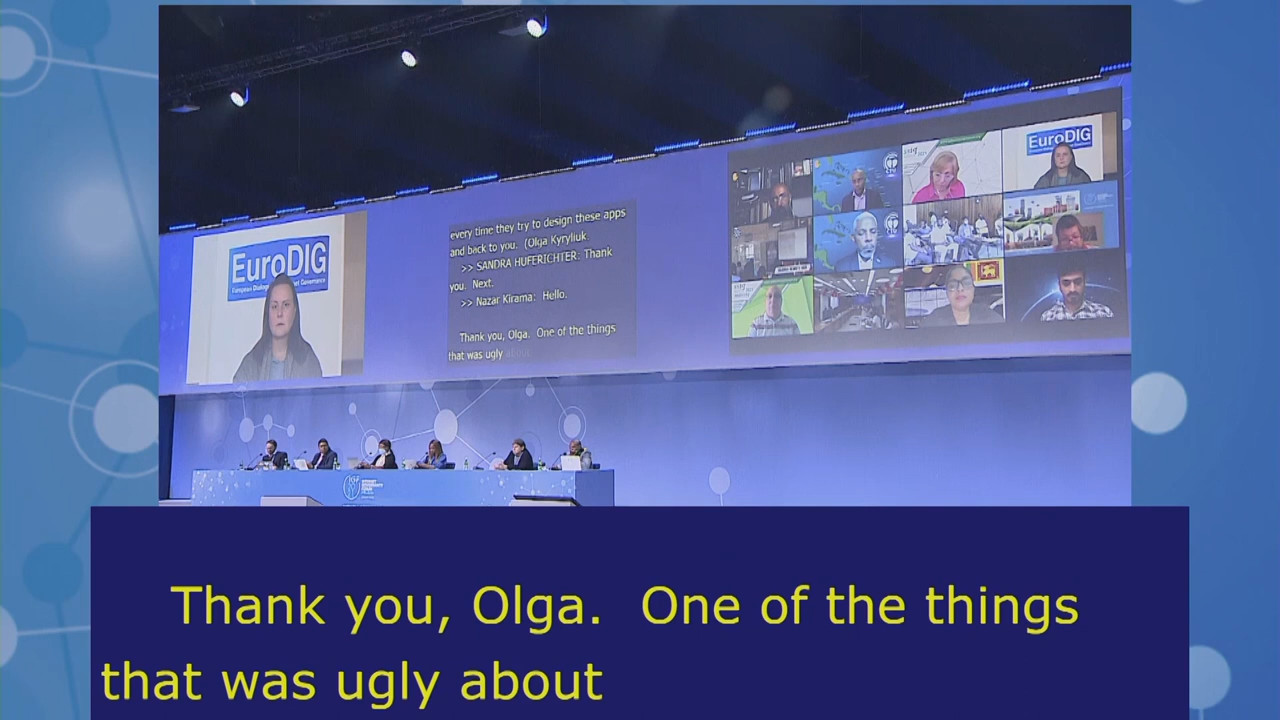 EuroDIG
every time they try to design these apps
and back to you. (Olga Kyryliuk.
>> SANDRA HUFERICHTER: Thank
you. Next.
>> Nazar Kirama: Hello.
Thank you, Olga. One of the things
that was ugly about
EuroDIG
Thank you, Olga. One of the things
that was ugly about